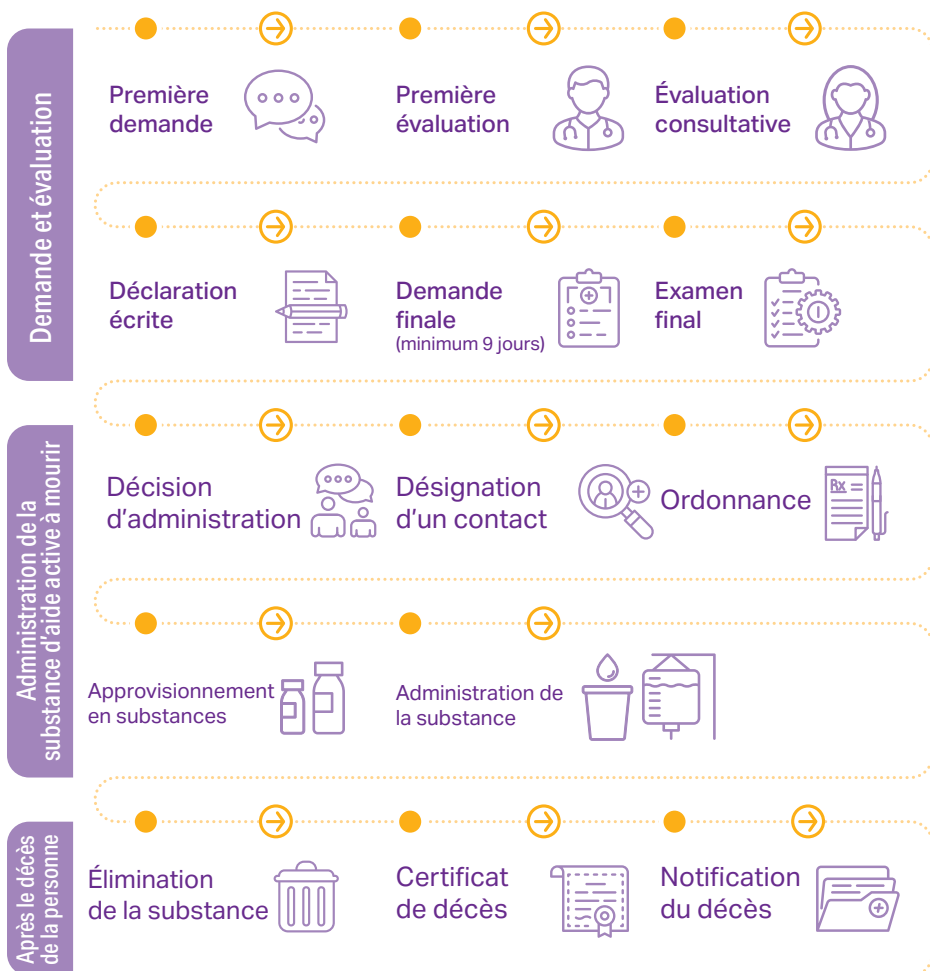 Demande et évaluation
Première
demande
Première
évaluation
Évaluation
consultative
Déclaration
écrite
Demande
finale
(minimum 9 jours)
Examen
final
Administration de la
substance d'aide active à mourir
Décision
d'administration
Désignation
d'un contact
Ordonnance
Rx
Approvisionnement
en substances
Administration de
la substance
Après le décès
de la personne
Élimination
de la substance
Certificat
de décès
Notification
du décès